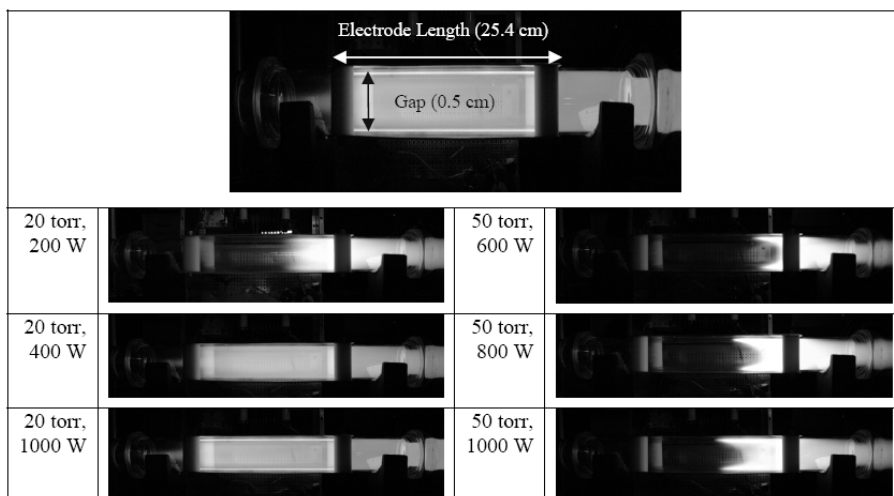 Electrode Length (25.4 cm)
Gap (0.5 cm)
20 torr,
200 W
50 torr,
600 W
20 torr,
400 W
50 torr,
800 W
20 torr,
1000 W
50 torr,
1000 W